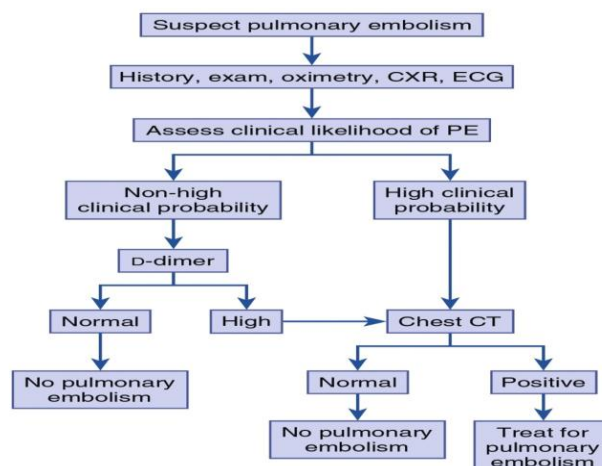 Suspect pulmonary embolism
History, exam, oximetry, CXR, ECG
Assess clinical likelihood of PE
Non-high
clinical probability
High clinical
probability
D-dimer
Normal
High
Chest CT
No pulmonary
embolism
Normal
Positive
No pulmonary
embolism
Treat for
pulmonary
embolism